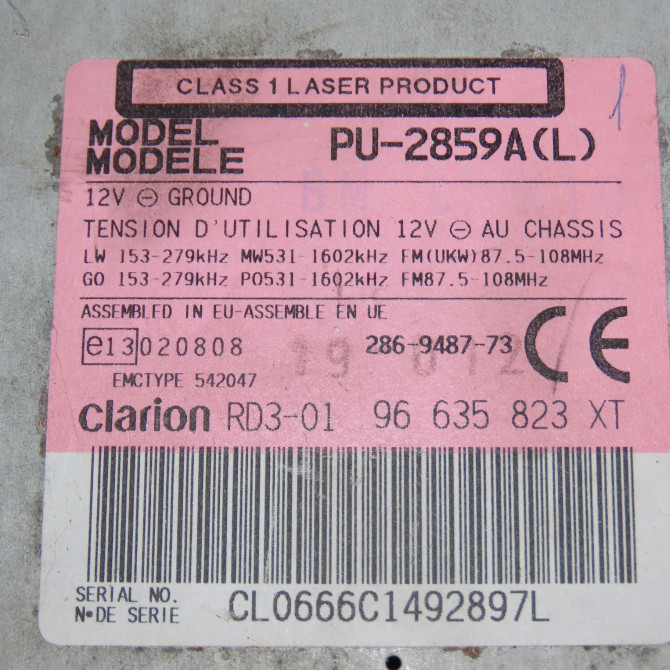 CLASS 1 LASER PRODUCT
MODEL
MODELE PU-2859A(L)
12V ⊖ GROUND
TENSION D'UTILISATION 12V ⊖ AU CHASSIS
LW 153-279kHz MW531-1602kHz FM(UKW)87.5-108MHz
GO 153-279kHz PO531-1602kHz FM87.5-108MHz
ASSEMBLED IN EU-ASSEMBLE EN UE
e13 020808 286-9487-73 CE
EMCTYPE 542047
clarion RD3-01 96 635 823 XT
SERIAL NO.
N• DE SERIE CL0666C1492897L